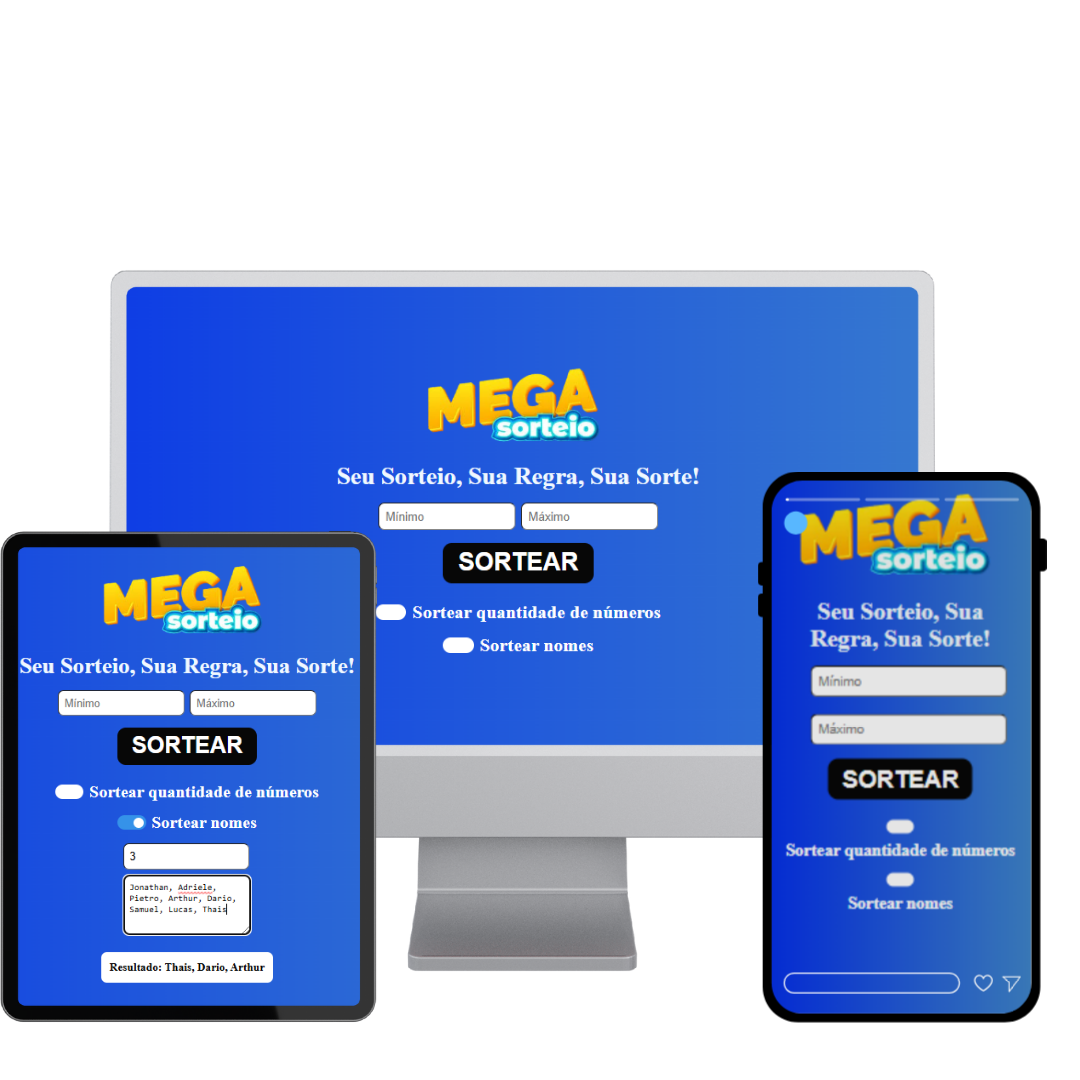 MEGA
sorteio
Seu Sorteio, Sua Regra, Sua Sorte!
Mínimo Máximo
SORTEAR
Sortear quantidade de números
Sortear nomes
MEGA
sorteio
Seu Sorteio, Sua Regra, Sua Sorte!
Mínimo Máximo
SORTEAR
Sortear quantidade de números
Sortear nomes
3
Jonathan, Adriele,
Pietro, Arthur, Dario,
Samuel, Lucas, Thais
Resultado: Thais, Dario, Arthur
MEGA
sorteio
Seu Sorteio, Sua
Regra, Sua Sorte!
Mínimo
Máximo
SORTEAR
Sortear quantidade de números
Sortear nomes